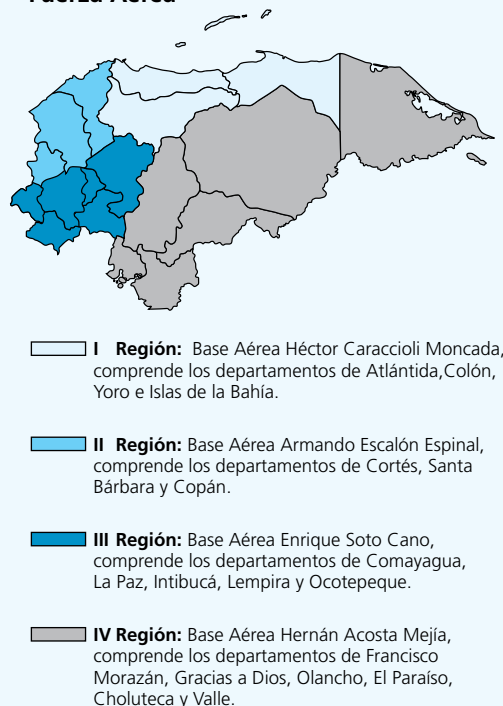 Fuerza Aérea
I Región: Base Aérea Héctor Caraccioli Moncada,
comprende los departamentos de Atlántida,Colón,
Yoro e Islas de la Bahía.
II Región: Base Aérea Armando Escalón Espinal,
comprende los departamentos de Cortés, Santa
Bárbara y Copán.
III Región: Base Aérea Enrique Soto Cano,
comprende los departamentos de Comayagua,
La Paz, Intibucá, Lempira y Ocotepeque.
IV Región: Base Aérea Hernán Acosta Mejía,
comprende los departamentos de Francisco
Morazán, Gracias a Dios, Olancho, El Paraíso,
Choluteca y Valle.